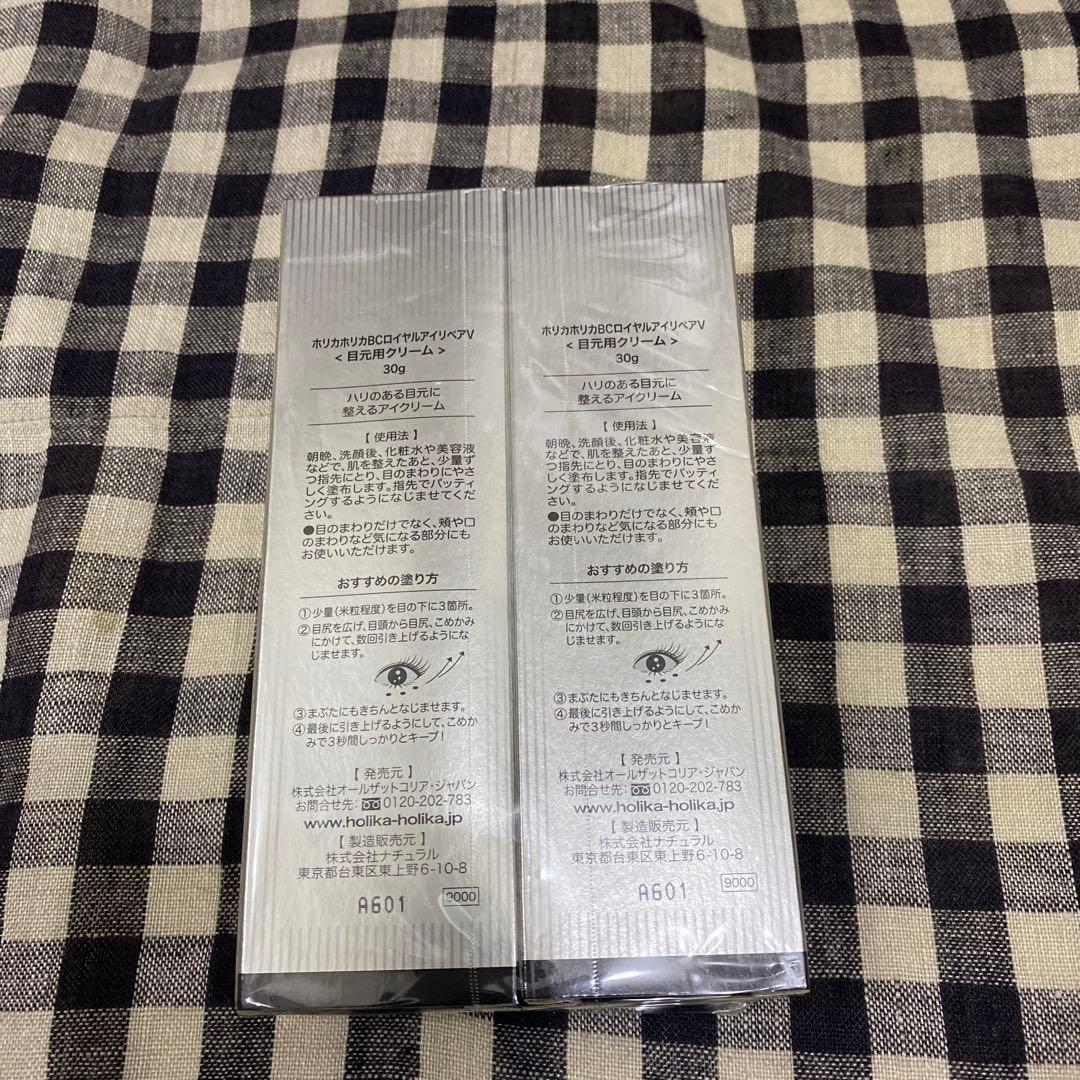 ホリカホリカBCロイヤルアイリペアV
< 目元用クリーム >
30g
ハリのある目元に
整えるアイクリーム
【 使用法 】
朝晩、洗顔後、化粧水や美容液
などで、肌を整えたあと、少量ず
つ指先にとり、目のまわりにやさ
しく塗布します。指先でパッティ
ングするようになじませてくだ
さい。
●目のまわりだけでなく、頬や口
のまわりなど気になる部分にも
お使いいただけます。
おすすめの塗り方
①少量(米粒程度)を目の下に3箇所。
②目尻を広げ、目頭から目尻、こめかみ
にかけて、数回引き上げるようにな
じませます。
③まぶたにもきちんとなじませます。
④最後に引き上げるようにして、こめか
みで3秒間しっかりとキープ!
【 発売元 】
株式会社オールザットコリア・ジャパン
お問合せ先:0120-202-783
www.holika-holika.jp
【 製造販売元 】
株式会社ナチュラル
東京都台東区東上野6-10-8
A601
9000
ホリカホリカBCロイヤルアイリペアV
< 目元用クリーム >
30g
ハリのある目元に
整えるアイクリーム
【 使用法 】
朝晩、洗顔後、化粧水や美容液
などで、肌を整えたあと、少量ず
つ指先にとり、目のまわりにやさ
しく塗布します。指先でパッティ
ングするようになじませてくだ
さい。
●目のまわりだけでなく、頬や口
のまわりなど気になる部分にも
お使いいただけます。
おすすめの塗り方
①少量(米粒程度)を目の下に3箇所。
②目尻を広げ、目頭から目尻、こめかみ
にかけて、数回引き上げるようにな
じませます。
③まぶたにもきちんとなじませます。
④最後に引き上げるようにして、こめか
みで3秒間しっかりとキープ!
【 発売元 】
株式会社オールザットコリア・ジャパン
お問合せ先:0120-202-783
www.holika-holika.jp
【 製造販売元 】
株式会社ナチュラル
東京都台東区東上野6-10-8
A601
9000